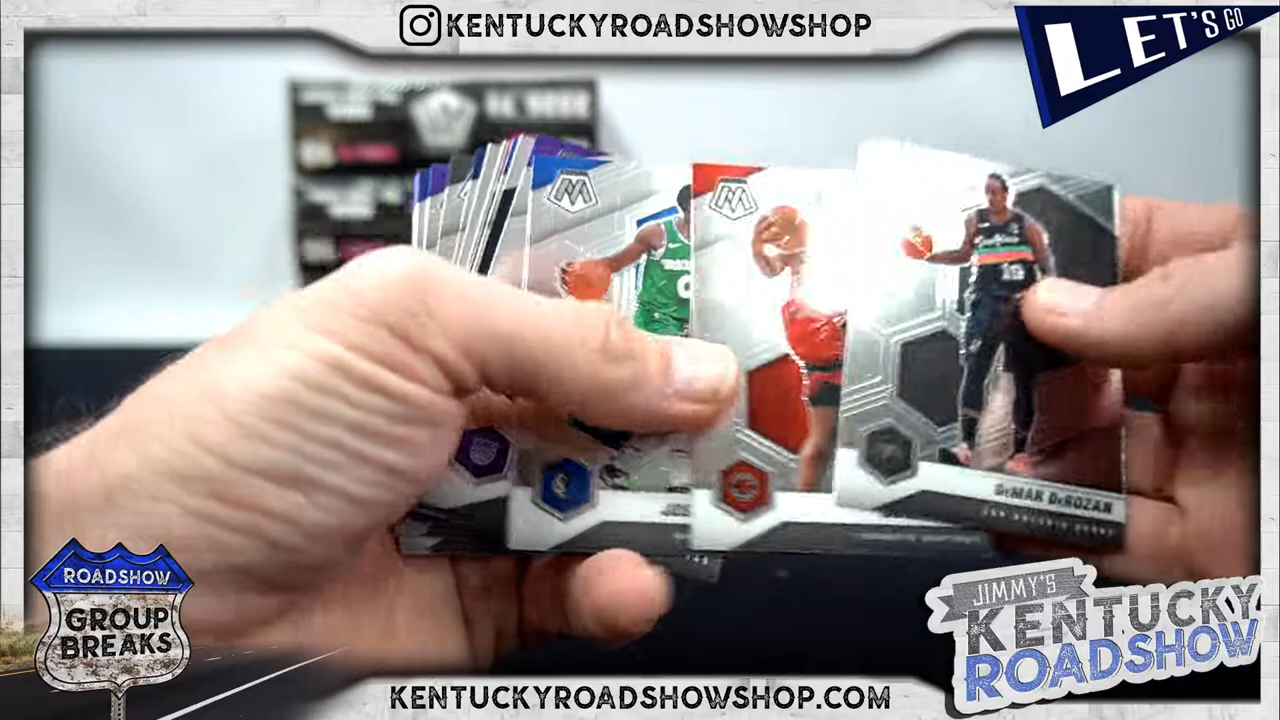 KENTUCKYROADSHOWSHOP
LET'S GO
DeMAR DeROZAN
SAN ANTONIO SPURS
ROADSHOW
GROUP
BREAKS
JIMMY'S
KENTUCKY
ROADSHOW
KENTUCKYROADSHOWSHOP.COM